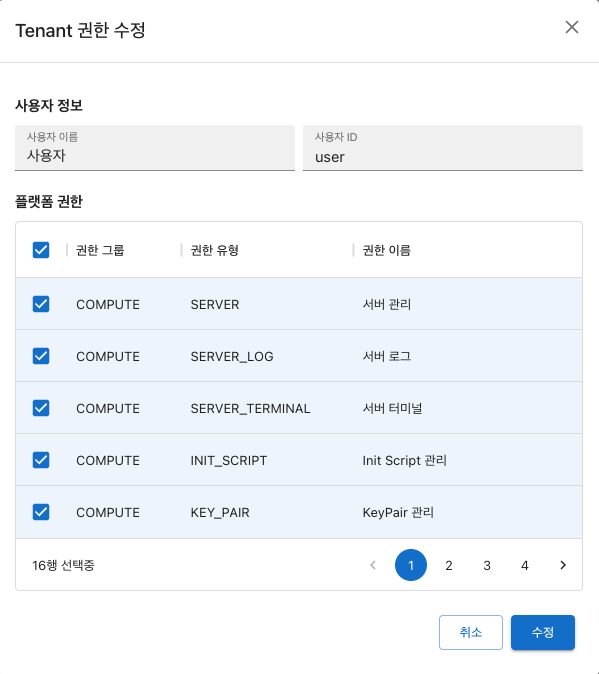 Tenant 권한 수정
사용자 정보
사용자 이름 사용자 ID
사용자 user
플랫폼 권한
권한 그룹 권한 유형 권한 이름
COMPUTE SERVER 서버 관리
COMPUTE SERVER_LOG 서버 로그
COMPUTE SERVER_TERMINAL 서버 터미널
COMPUTE INIT_SCRIPT Init Script 관리
COMPUTE KEY_PAIR KeyPair 관리
16행 선택중 1 2 3 4
취소 수정